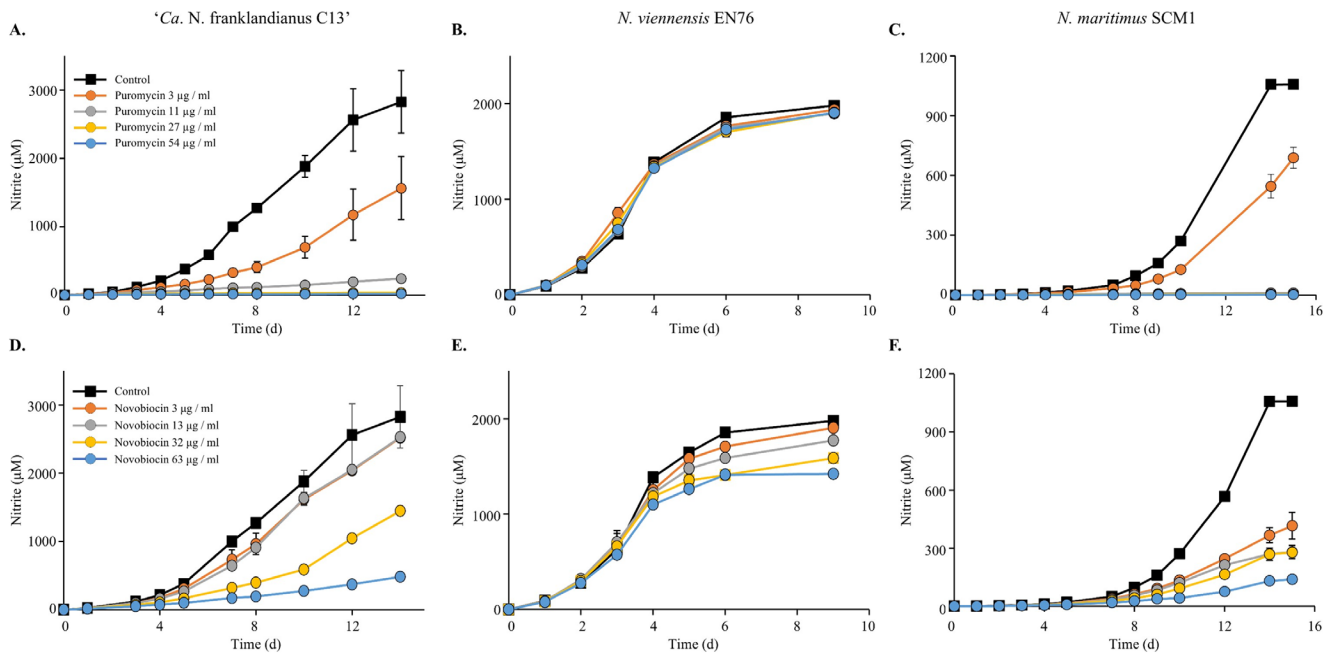 ‘Ca. N. franklandianus C13’
N. viennensis EN76
N. maritimus SCM1
A.
Nitrite (µM)
3000
2000
1000
0
Control
Puromycin 3 µg / ml
Puromycin 11 µg / ml
Puromycin 27 µg / ml
Puromycin 54 µg / ml
0 4 8 12
Time (d)
B.
Nitrite (µM)
2000
1000
0
0 2 4 6 8 10
Time (d)
C.
Nitrite (µM)
1200
900
600
300
0
0 4 8 12 16
Time (d)
D.
Nitrite (µM)
3000
2000
1000
0
Control
Novobiocin 3 µg / ml
Novobiocin 13 µg / ml
Novobiocin 32 µg / ml
Novobiocin 63 µg / ml
0 4 8 12
Time (d)
E.
Nitrite (µM)
2000
1000
0
0 2 4 6 8 10
Time (d)
F.
Nitrite (µM)
1200
900
600
300
0
0 4 8 12 16
Time (d)